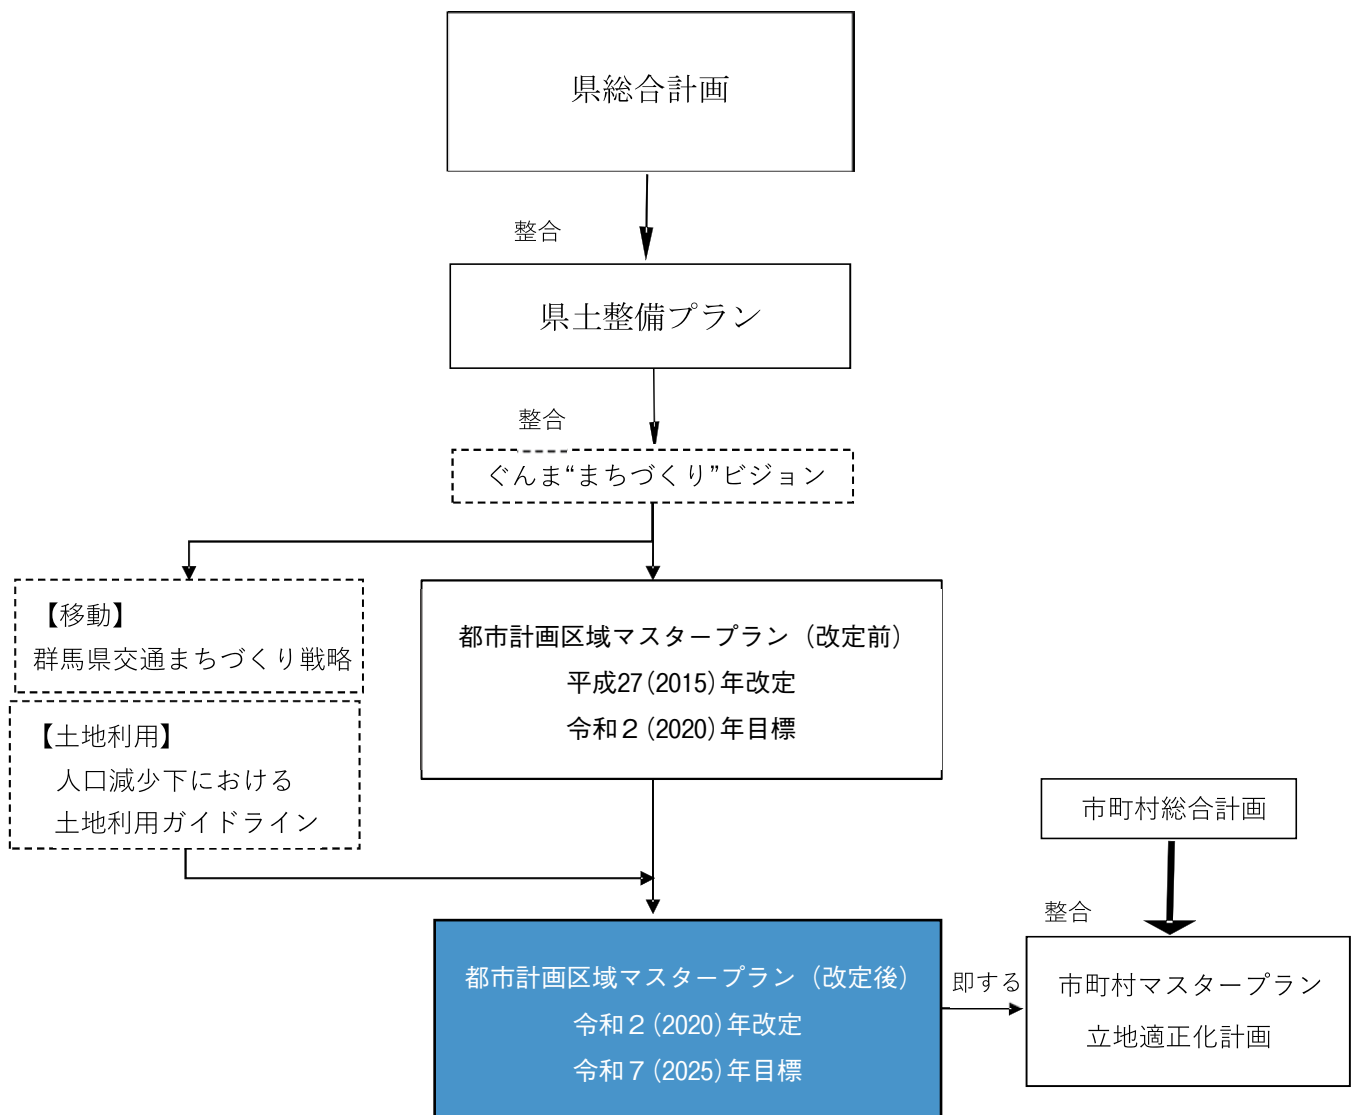 県総合計画
整合
県土整備プラン
整合
ぐんま“まちづくり”ビジョン
【移動】
群馬県交通まちづくり戦略
【土地利用】
人口減少下における
土地利用ガイドライン
都市計画区域マスタープラン（改定前）
平成27(2015)年改定
令和２(2020)年目標
市町村総合計画
整合
都市計画区域マスタープラン（改定後）
令和２(2020)年改定
令和７(2025)年目標
即する
市町村マスタープラン
立地適正化計画